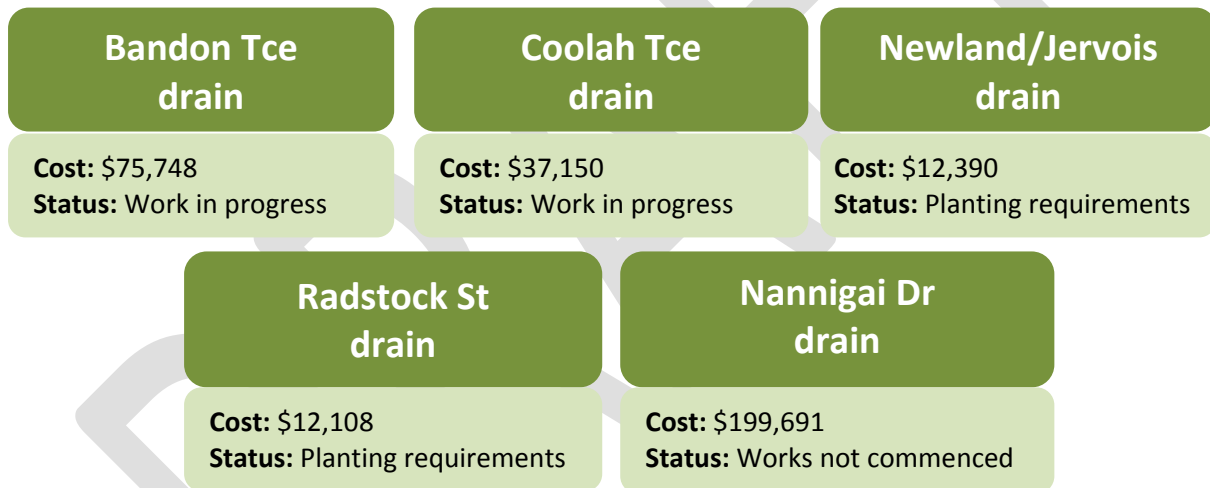 Bandon Tce
drain
Cost: $75,748
Status: Work in progress
Coolah Tce
drain
Cost: $37,150
Status: Work in progress
Newland/Jervois
drain
Cost: $12,390
Status: Planting requirements
Radstock St
drain
Cost: $12,108
Status: Planting requirements
Nannigai Dr
drain
Cost: $199,691
Status: Works not commenced